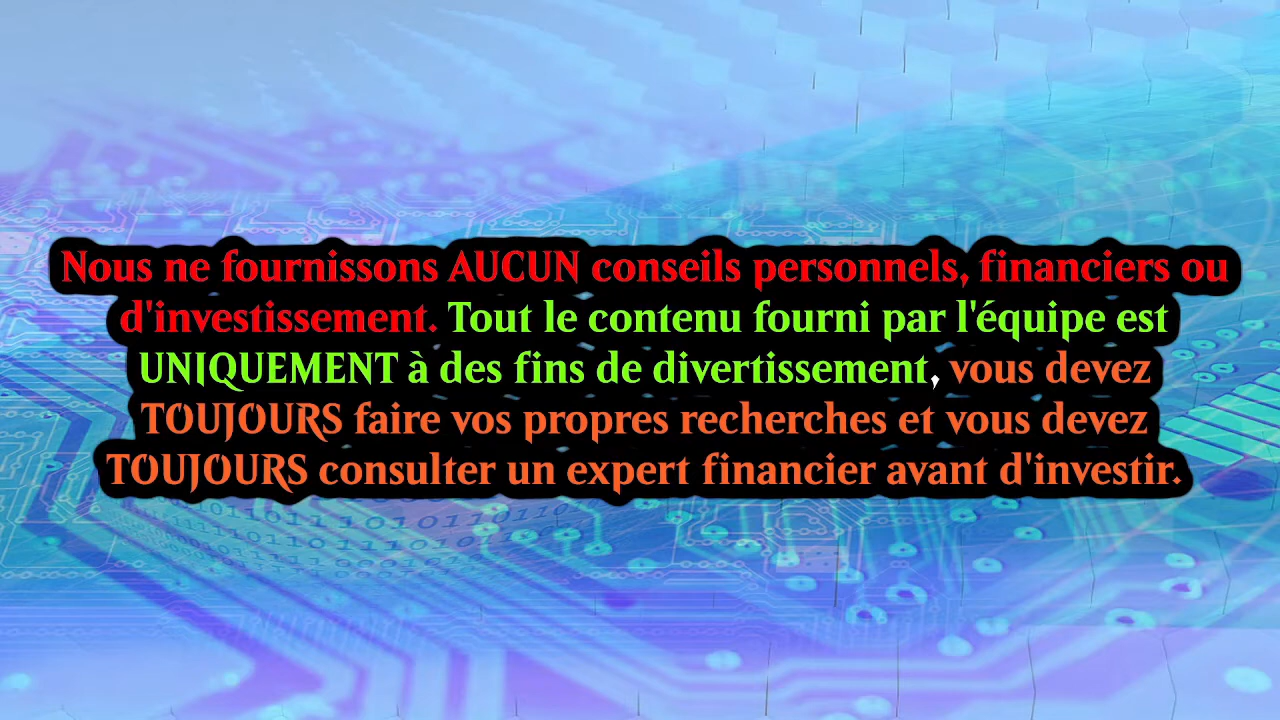 Nous ne fournissons AUCUN conseils personnels, financiers ou
d'investissement. Tout le contenu fourni par l'équipe est
UNIQUEMENT à des fins de divertissement, vous devez
TOUJOURS faire vos propres recherches et vous devez
TOUJOURS consulter un expert financier avant d'investir.